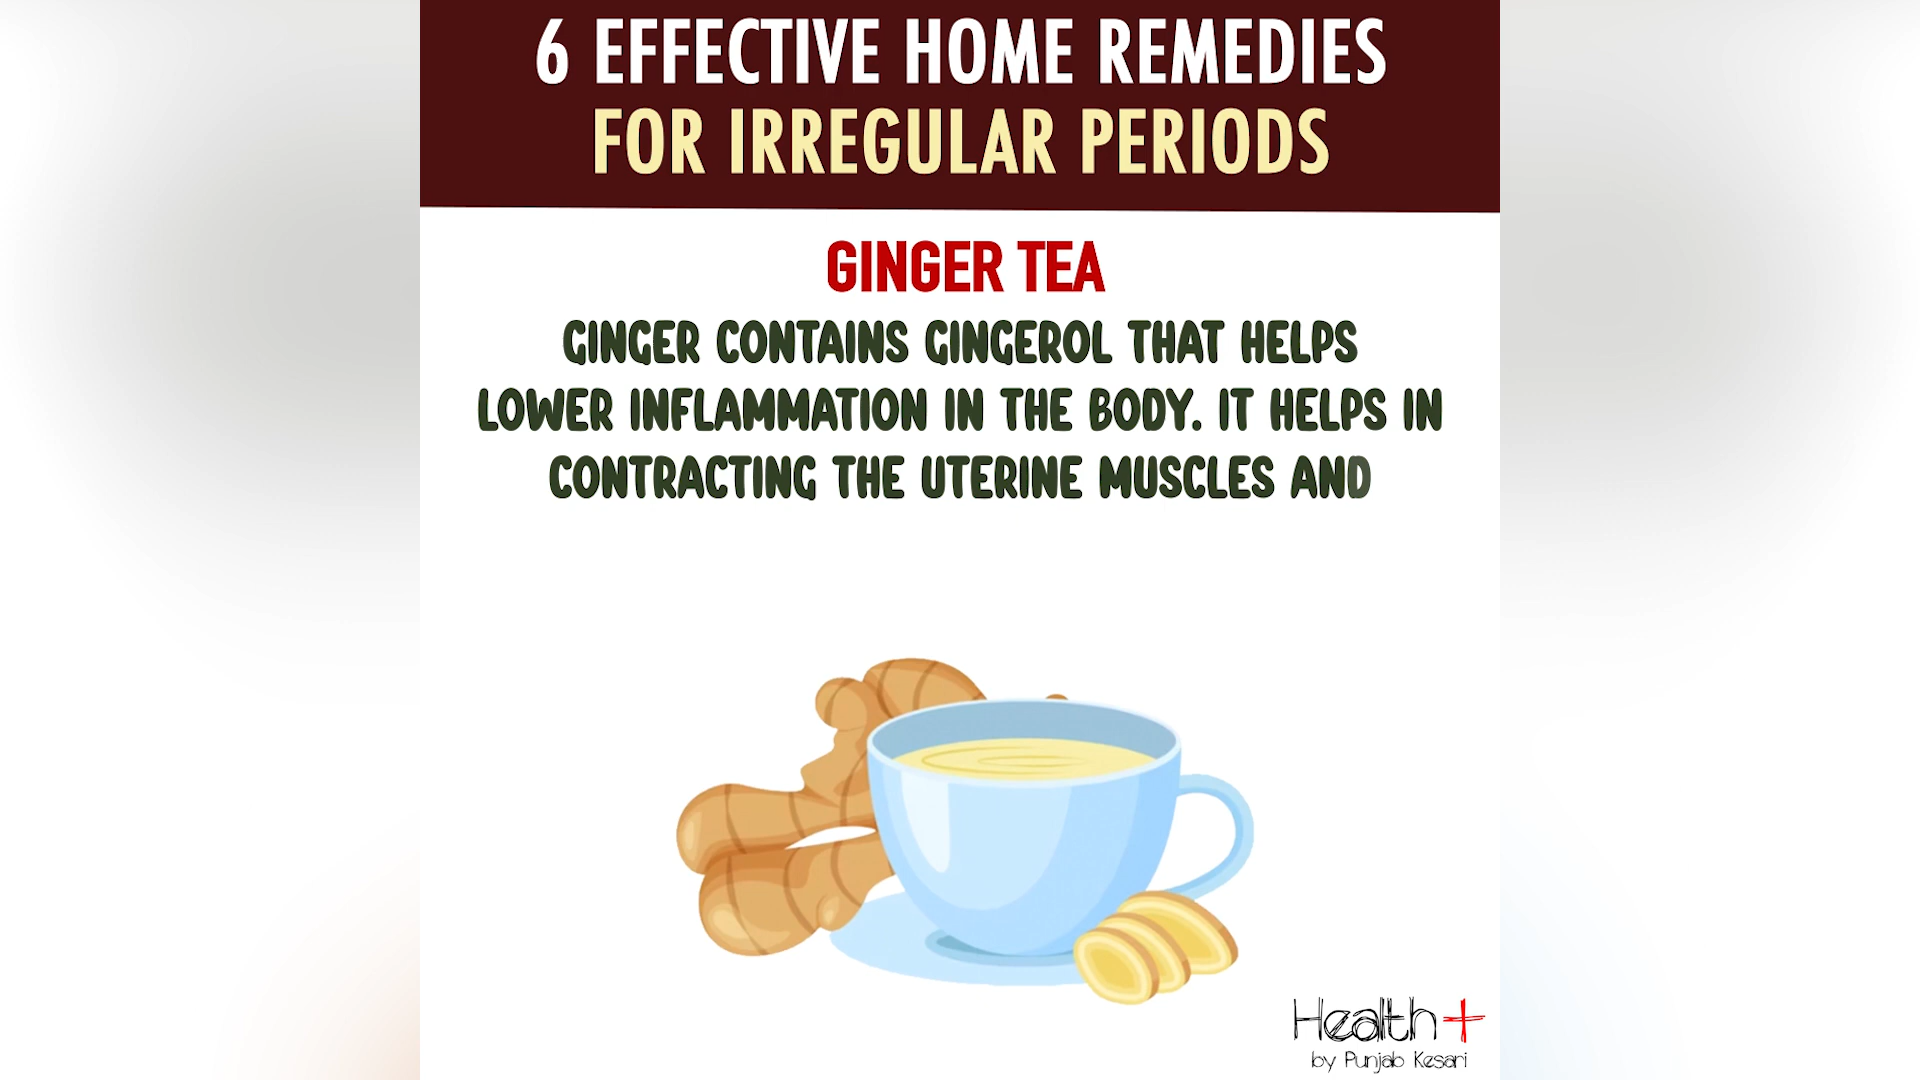 6 EFFECTIVE HOME REMEDIES
FOR IRREGULAR PERIODS
GINGER TEA
GINGER CONTAINS GINGEROL THAT HELPS
LOWER INFLAMMATION IN THE BODY. IT HELPS IN
CONTRACTING THE UTERINE MUSCLES AND
Health+
by Punjab Kesari